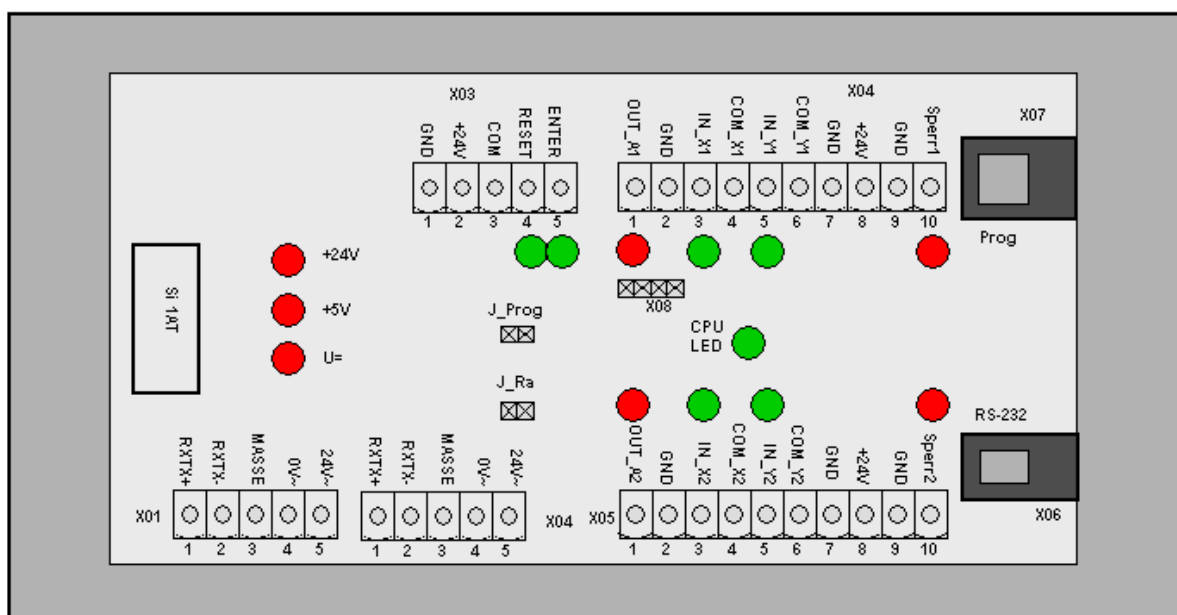 X03
X04
X07
GND
+24V
COM
RESET
ENTER
OUT_A1
GND
IN_X1
COM_X1
IN_Y1
COM_Y1
GND
+24V
GND
Sperr1
1 2 3 4 5
1 2 3 4 5 6 7 8 9 10
Prog
Si 1AT
+24V
+5V
U=
J_Prog
X08
CPU
LED
J_Ra
RS-232
RXTX+
RXTX-
MASSE
0V~
24V~
RXTX+
RXTX-
MASSE
0V~
24V~
OUT_A2
GND
IN_X2
COM_X2
IN_Y2
COM_Y2
GND
+24V
GND
Sperr2
X01
X04
X05
X06
1 2 3 4 5
1 2 3 4 5
1 2 3 4 5 6 7 8 9 10